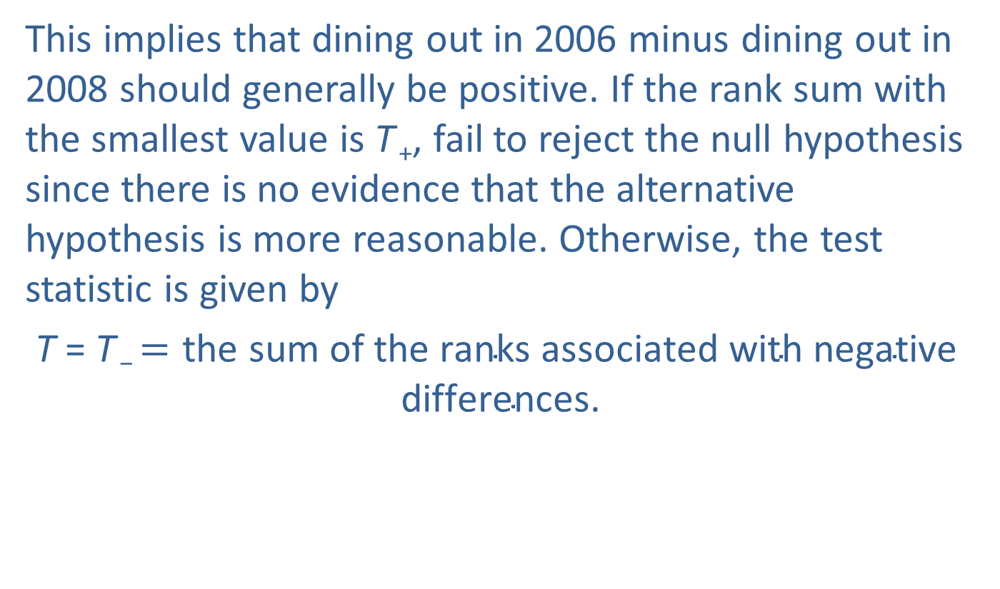 This implies that dining out in 2006 minus dining out in
2008 should generally be positive. If the rank sum with
the smallest value is T₊, fail to reject the null hypothesis
since there is no evidence that the alternative
hypothesis is more reasonable. Otherwise, the test
statistic is given by
T = T₋ = the sum of the ranks associated with negative
differences.